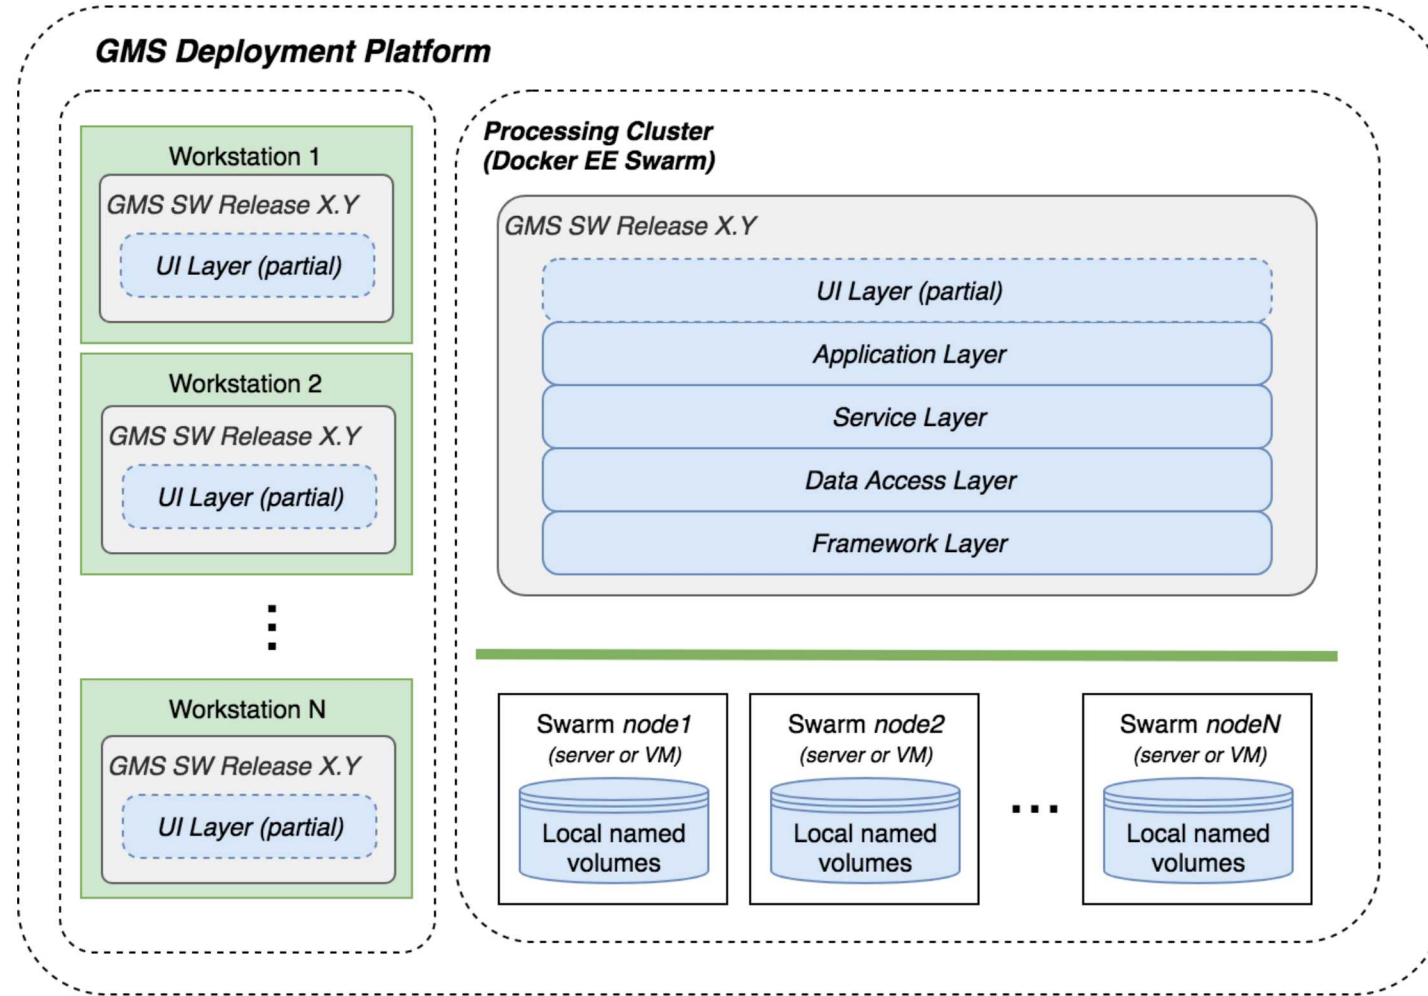 GMS Deployment Platform
Workstation 1
GMS SW Release X.Y
UI Layer (partial)
Workstation 2
GMS SW Release X.Y
UI Layer (partial)
Workstation N
GMS SW Release X.Y
UI Layer (partial)
Processing Cluster
(Docker EE Swarm)
GMS SW Release X.Y
UI Layer (partial)
Application Layer
Service Layer
Data Access Layer
Framework Layer
Swarm node1
(server or VM)
Local named
volumes
Swarm node2
(server or VM)
Local named
volumes
Swarm nodeN
(server or VM)
Local named
volumes